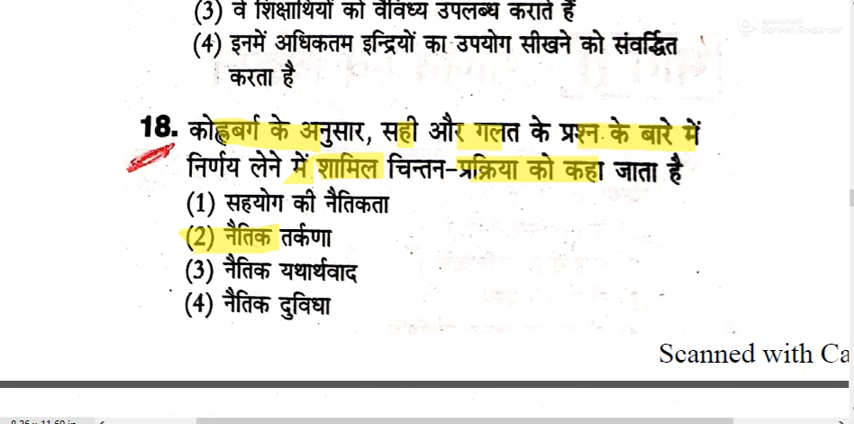 (3) वे शिक्षार्थियों को वैविध्य उपलब्ध कराते हैं
(4) इनमें अधिकतम इन्द्रियों का उपयोग सीखने को संवर्द्धित
करता है
18. कोह्लबर्ग के अनुसार, सही और गलत के प्रश्न के बारे में
निर्णय लेने में शामिल चिन्तन-प्रक्रिया को कहा जाता है
(1) सहयोग की नैतिकता
(2) नैतिक तर्कणा
(3) नैतिक यथार्थवाद
(4) नैतिक दुविधा
Scanned with Ca